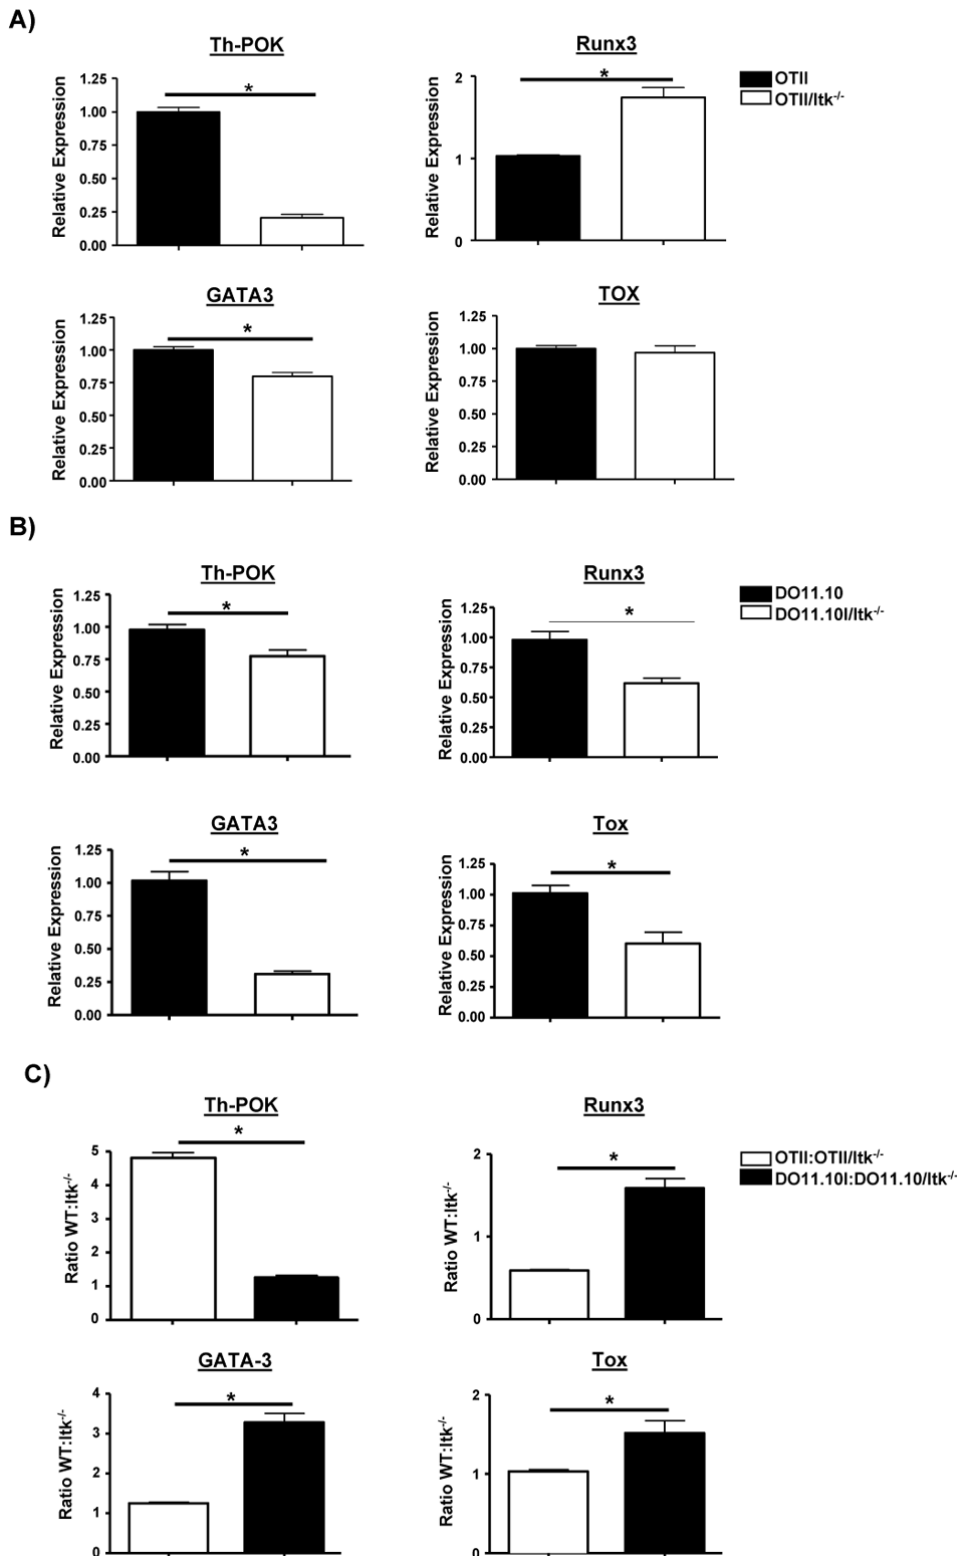 A)
Th-POK
Relative Expression
1.25
1.00
0.75
0.50
0.25
0.00
*
Runx3
Relative Expression
2
1
0
*
OTII
OTII/Itk-/-
GATA3
Relative Expression
1.25
1.00
0.75
0.50
0.25
0.00
*
TOX
Relative Expression
1.25
1.00
0.75
0.50
0.25
0.00
B)
Th-POK
Relative Expression
1.25
1.00
0.75
0.50
0.25
0.00
*
Runx3
Relative Expression
1.25
1.00
0.75
0.50
0.25
0.00
*
DO11.10
DO11.10I/Itk-/-
GATA3
Relative Expression
1.25
1.00
0.75
0.50
0.25
0.00
*
Tox
Relative Expression
1.25
1.00
0.75
0.50
0.25
0.00
*
C)
Th-POK
Ratio WT:Itk-/-
5
4
3
2
1
0
*
Runx3
Ratio WT:Itk-/-
2
1
0
*
OTII:OTII/Itk-/-
DO11.10I:DO11.10/Itk-/-
GATA-3
Ratio WT:Itk-/-
4
3
2
1
0
*
Tox
Ratio WT:Itk-/-
2
1
0
*